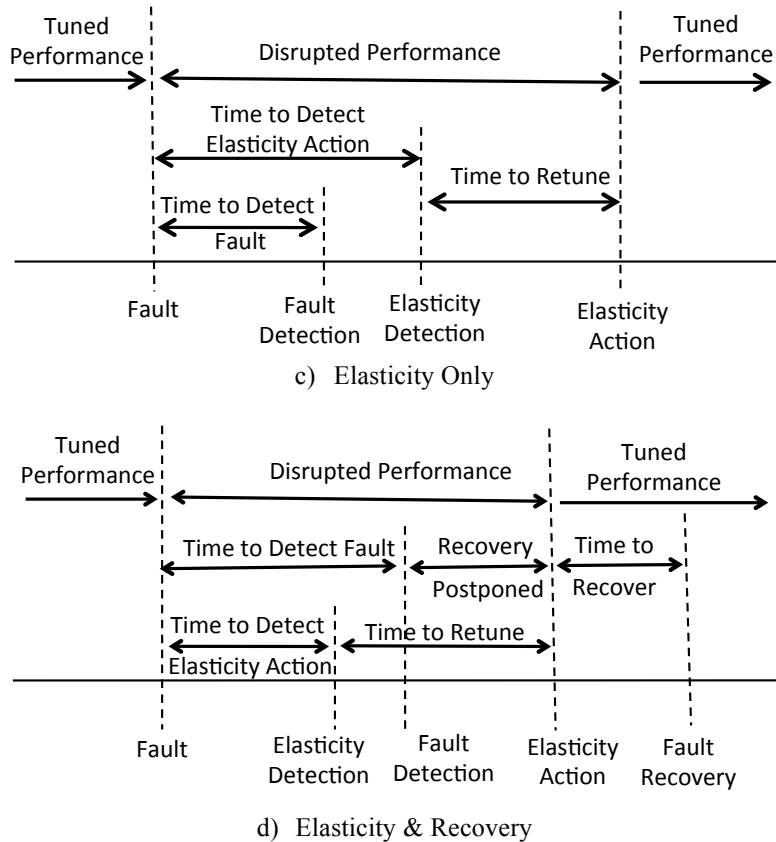 Tuned
Performance
Disrupted Performance
Tuned
Performance
Time to Detect
Elasticity Action
Time to Retune
Time to Detect
Fault
Fault
Fault
Detection
Elasticity
Detection
Elasticity
Action
c) Elasticity Only
Tuned
Performance
Disrupted Performance
Tuned
Performance
Time to Detect Fault
Recovery
Postponed
Time to
Recover
Time to Detect
Elasticity Action
Time to Retune
Fault
Elasticity
Detection
Fault
Detection
Elasticity
Action
Fault
Recovery
d) Elasticity & Recovery